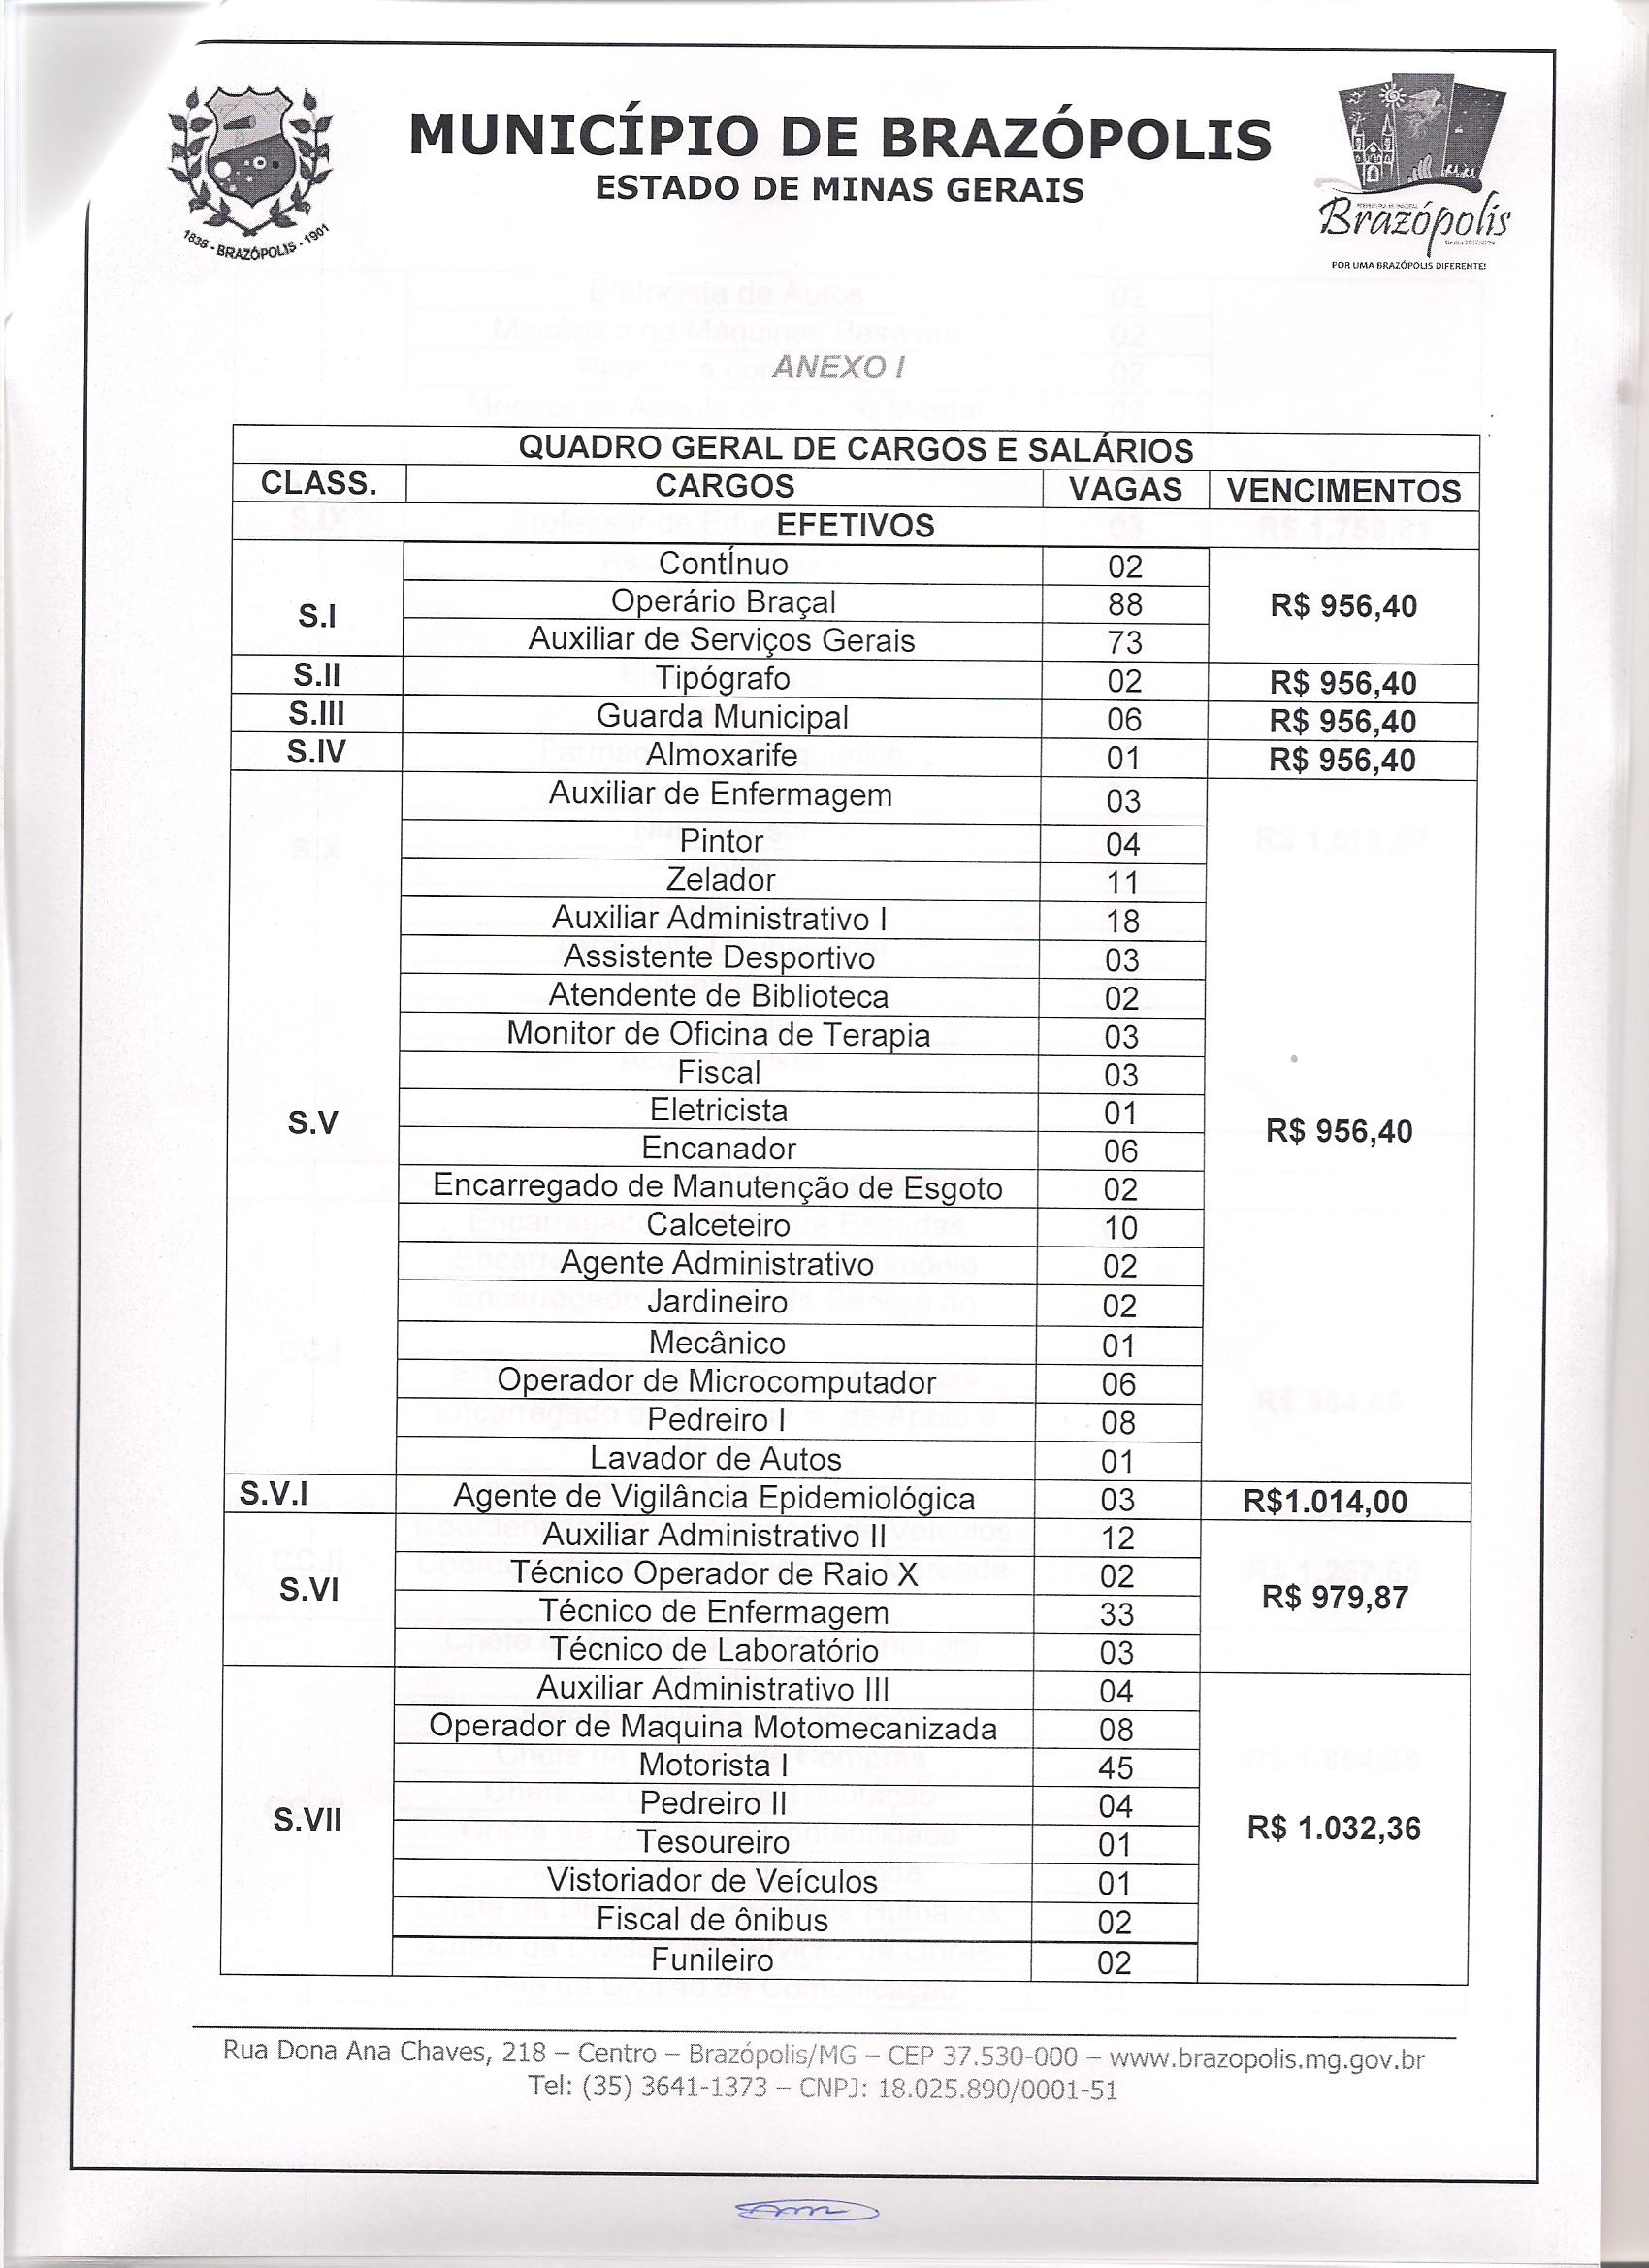 MUNICÍPIO DE BRAZÓPOLIS
ESTADO DE MINAS GERAIS
1838 - BRAZÓPOLIS - 1901
Brazópolis
POR UMA BRAZÓPOLIS DIFERENTE!
ANEXO I
QUADRO GERAL DE CARGOS E SALÁRIOS
CLASS. CARGOS VAGAS VENCIMENTOS
EFETIVOS
S.I Contínuo 02 R$ 956,40
Operário Braçal 88
Auxiliar de Serviços Gerais 73
S.II Tipógrafo 02 R$ 956,40
S.III Guarda Municipal 06 R$ 956,40
S.IV Almoxarife 01 R$ 956,40
S.V Auxiliar de Enfermagem 03 R$ 956,40
Pintor 04
Zelador 11
Auxiliar Administrativo I 18
Assistente Desportivo 03
Atendente de Biblioteca 02
Monitor de Oficina de Terapia 03
Fiscal 03
Eletricista 01
Encanador 06
Encarregado de Manutenção de Esgoto 02
Calceteiro 10
Agente Administrativo 02
Jardineiro 02
Mecânico 01
Operador de Microcomputador 06
Pedreiro I 08
Lavador de Autos 01
S.V.I Agente de Vigilância Epidemiológica 03 R$1.014,00
S.VI Auxiliar Administrativo II 12 R$ 979,87
Técnico Operador de Raio X 02
Técnico de Enfermagem 33
Técnico de Laboratório 03
S.VII Auxiliar Administrativo III 04 R$ 1.032,36
Operador de Maquina Motomecanizada 08
Motorista I 45
Pedreiro II 04
Tesoureiro 01
Vistoriador de Veículos 01
Fiscal de ônibus 02
Funileiro 02
Rua Dona Ana Chaves, 218 – Centro – Brazópolis/MG – CEP 37.530-000 – www.brazopolis.mg.gov.br
Tel: (35) 3641-1373 – CNPJ: 18.025.890/0001-51